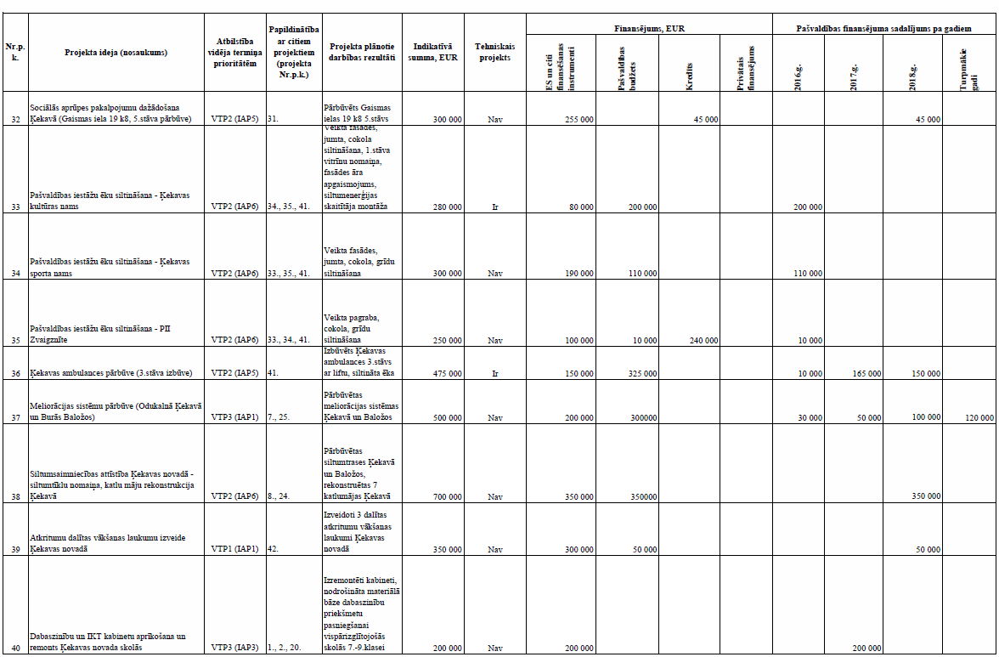 Nr.p.k. Projekta ideja (nosaukums) Atbilstība vidēja termiņa prioritātēm Papildinātība ar citiem projektiem (projekta Nr.p.k.) Projekta plānotie darbības rezultāti Indikatīvā summa, EUR Tehniskais projekts
Finansējums, EUR
ES un citi finansēšanas instrumenti Pašvaldības budžets Kredīts Privātais finansējums
Pašvaldības finansējuma sadalījums pa gadiem
2016.g. 2017.g. 2018.g. Turpmākie gadi
32 Sociālās aprūpes pakalpojumu dažādošana Ķekavā (Gaismas iela 19 k8, 5.stāva pārbūve) VTP2 (IAP5) 31. Pārbūvēts Gaismas ielas 19 k8 5.stāvs 300 000 Nav 255 000 45 000 45 000
33 Pašvaldības iestāžu ēku siltināšana - Ķekavas kultūras nams VTP2 (IAP6) 34., 35., 41. Veikta fasādes, jumta, cokola siltināšana, 1.stāva vitrīnu nomaiņa, fasādes āra apgaismojums, siltumenerģijas skaitītāja montāža 280 000 Ir 80 000 200 000 200 000
34 Pašvaldības iestāžu ēku siltināšana - Ķekavas sporta nams VTP2 (IAP6) 33., 35., 41. Veikta fasādes, jumta, cokola, grīdu siltināšana 300 000 Nav 190 000 110 000 110 000
35 Pašvaldības iestāžu ēku siltināšana - PII Zvaigznīte VTP2 (IAP6) 33., 34., 41. Veikta pagraba, cokola, grīdu siltināšana 250 000 Nav 100 000 10 000 240 000 10 000
36 Ķekavas ambulances pārbūve (3.stāva izbūve) VTP2 (IAP5) 41. Izbūvēts Ķekavas ambulances 3.stāvs ar liftu, siltināta ēka 475 000 Ir 150 000 325 000 10 000 165 000 150 000
37 Meliorācijas sistēmu pārbūve (Odukalnā Ķekavā un Burās Baložos) VTP3 (IAP1) 7., 25. Pārbūvētas meliorācijas sistēmas Ķekavā un Baložos 500 000 Nav 200 000 300000 30 000 50 000 100 000 120 000
38 Siltumsaimniecības attīstība Ķekavas novadā - siltumtīklu nomaiņa, katlu māju rekonstrukcija Ķekavā VTP2 (IAP6) 8., 24. Pārbūvētas siltumtrases Ķekavā un Baložos, rekonstruētas 7 katlumājas Ķekavā 700 000 Nav 350 000 350000 350 000
39 Atkritumu dalītas vākšanas laukumu izveide Ķekavas novadā VTP1 (IAP1) 42. Izveidoti 3 dalītas atkritumu vākšanas laukumi Ķekavas novadā 350 000 Nav 300 000 50 000 50 000
40 Dabaszinību un IKT kabinetu aprīkošana un remonts Ķekavas novada skolās VTP3 (IAP3) 1., 2., 20. Izremontēti kabineti, nodrošināta materiālā bāze dabaszinību priekšmetu pasniegšanai vispārizglītojošās skolās 7.-9.klasei 200 000 Nav 200 000 200 000